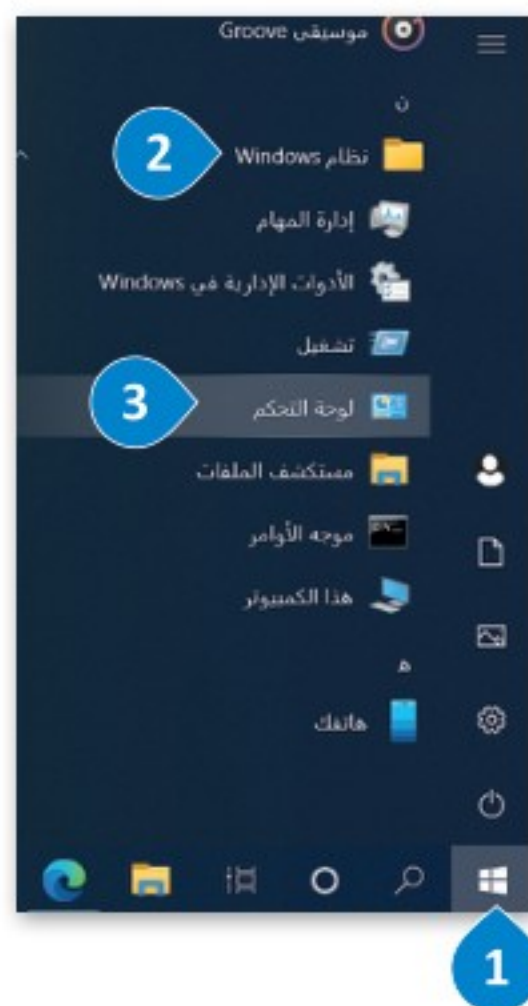 موسيقى Groove
ن
2
نظام Windows
إدارة المهام
الأدوات الإدارية في Windows
تشغيل
3
لوحة التحكم
مستكشف الملفات
موجه الأوامر
هذا الكمبيوتر
ه
هاتفك
1